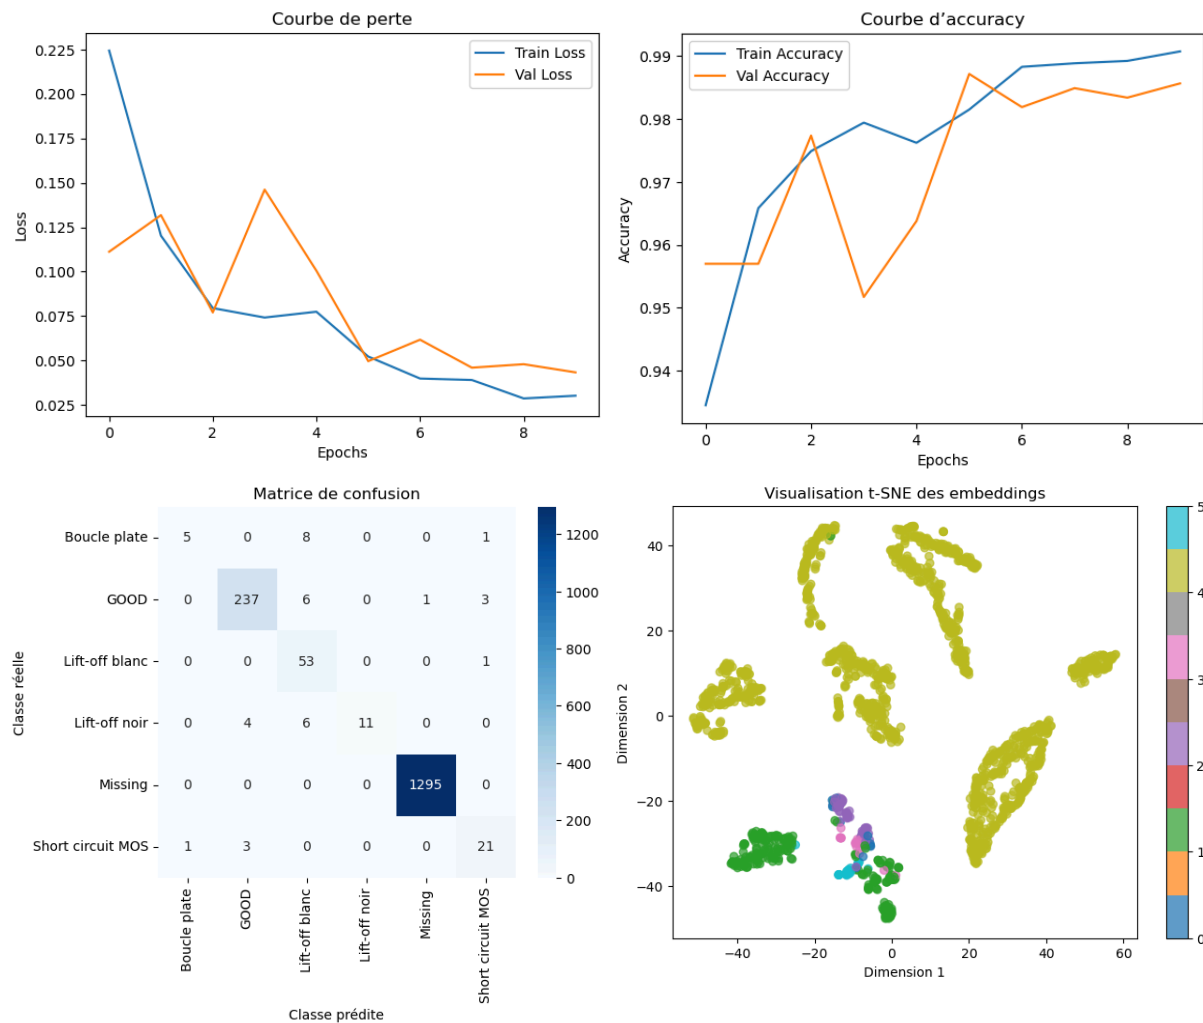 Courbe de perte
0.225
0.200
0.175
0.150
0.125
0.100
0.075
0.050
0.025
Loss
Train Loss
Val Loss
0 2 4 6 8
Epochs
Courbe d’accuracy
0.99
0.98
0.97
0.96
0.95
0.94
Accuracy
Train Accuracy
Val Accuracy
0 2 4 6 8
Epochs
Matrice de confusion
Classe réelle
Boucle plate 5 0 8 0 0 1
GOOD 0 237 6 0 1 3
Lift-off blanc 0 0 53 0 0 1
Lift-off noir 0 4 6 11 0 0
Missing 0 0 0 0 1295 0
Short circuit MOS 1 3 0 0 0 21
Boucle plate
GOOD
Lift-off blanc
Lift-off noir
Missing
Short circuit MOS
Classe prédite
1200
1000
800
600
400
200
0
Visualisation t-SNE des embeddings
40
20
0
−20
−40
Dimension 2
−40 −20 0 20 40 60
Dimension 1
5
4
3
2
1
0